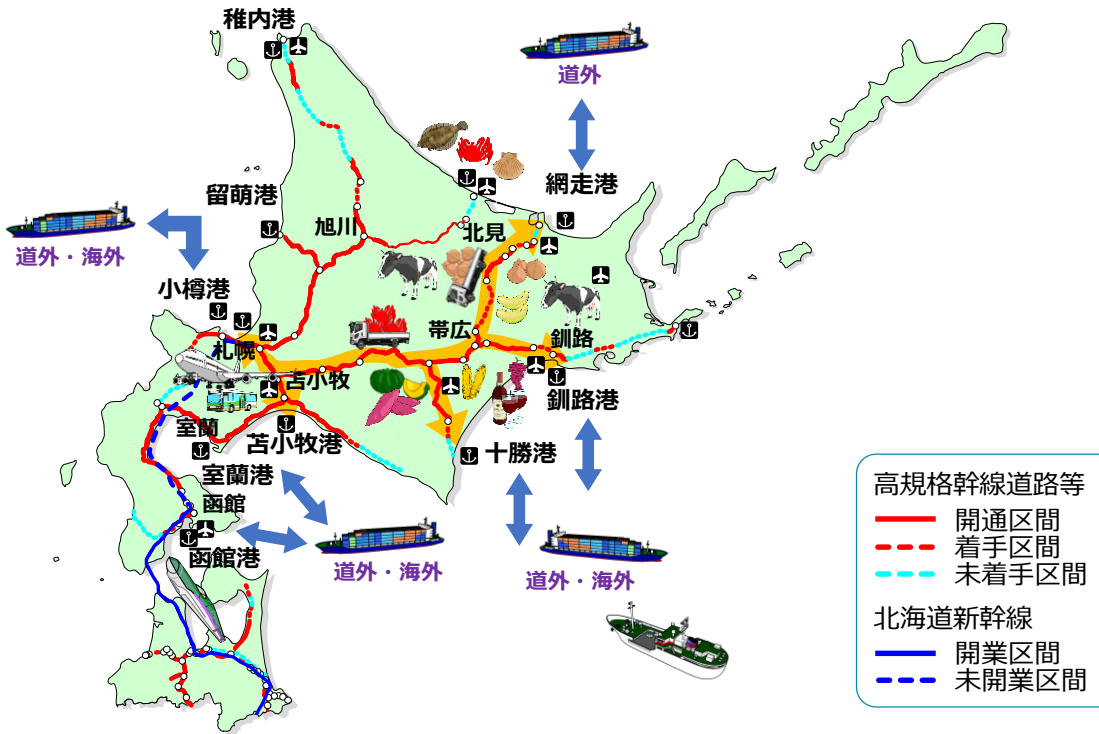 稚内港
道外
網走港
留萌港
旭川
北見
道外・海外
小樽港
帯広
釧路
札幌
苫小牧
釧路港
室蘭
苫小牧港
十勝港
室蘭港
函館
函館港
道外・海外
道外・海外
高規格幹線道路等
開通区間
着手区間
未着手区間
北海道新幹線
開業区間
未開業区間